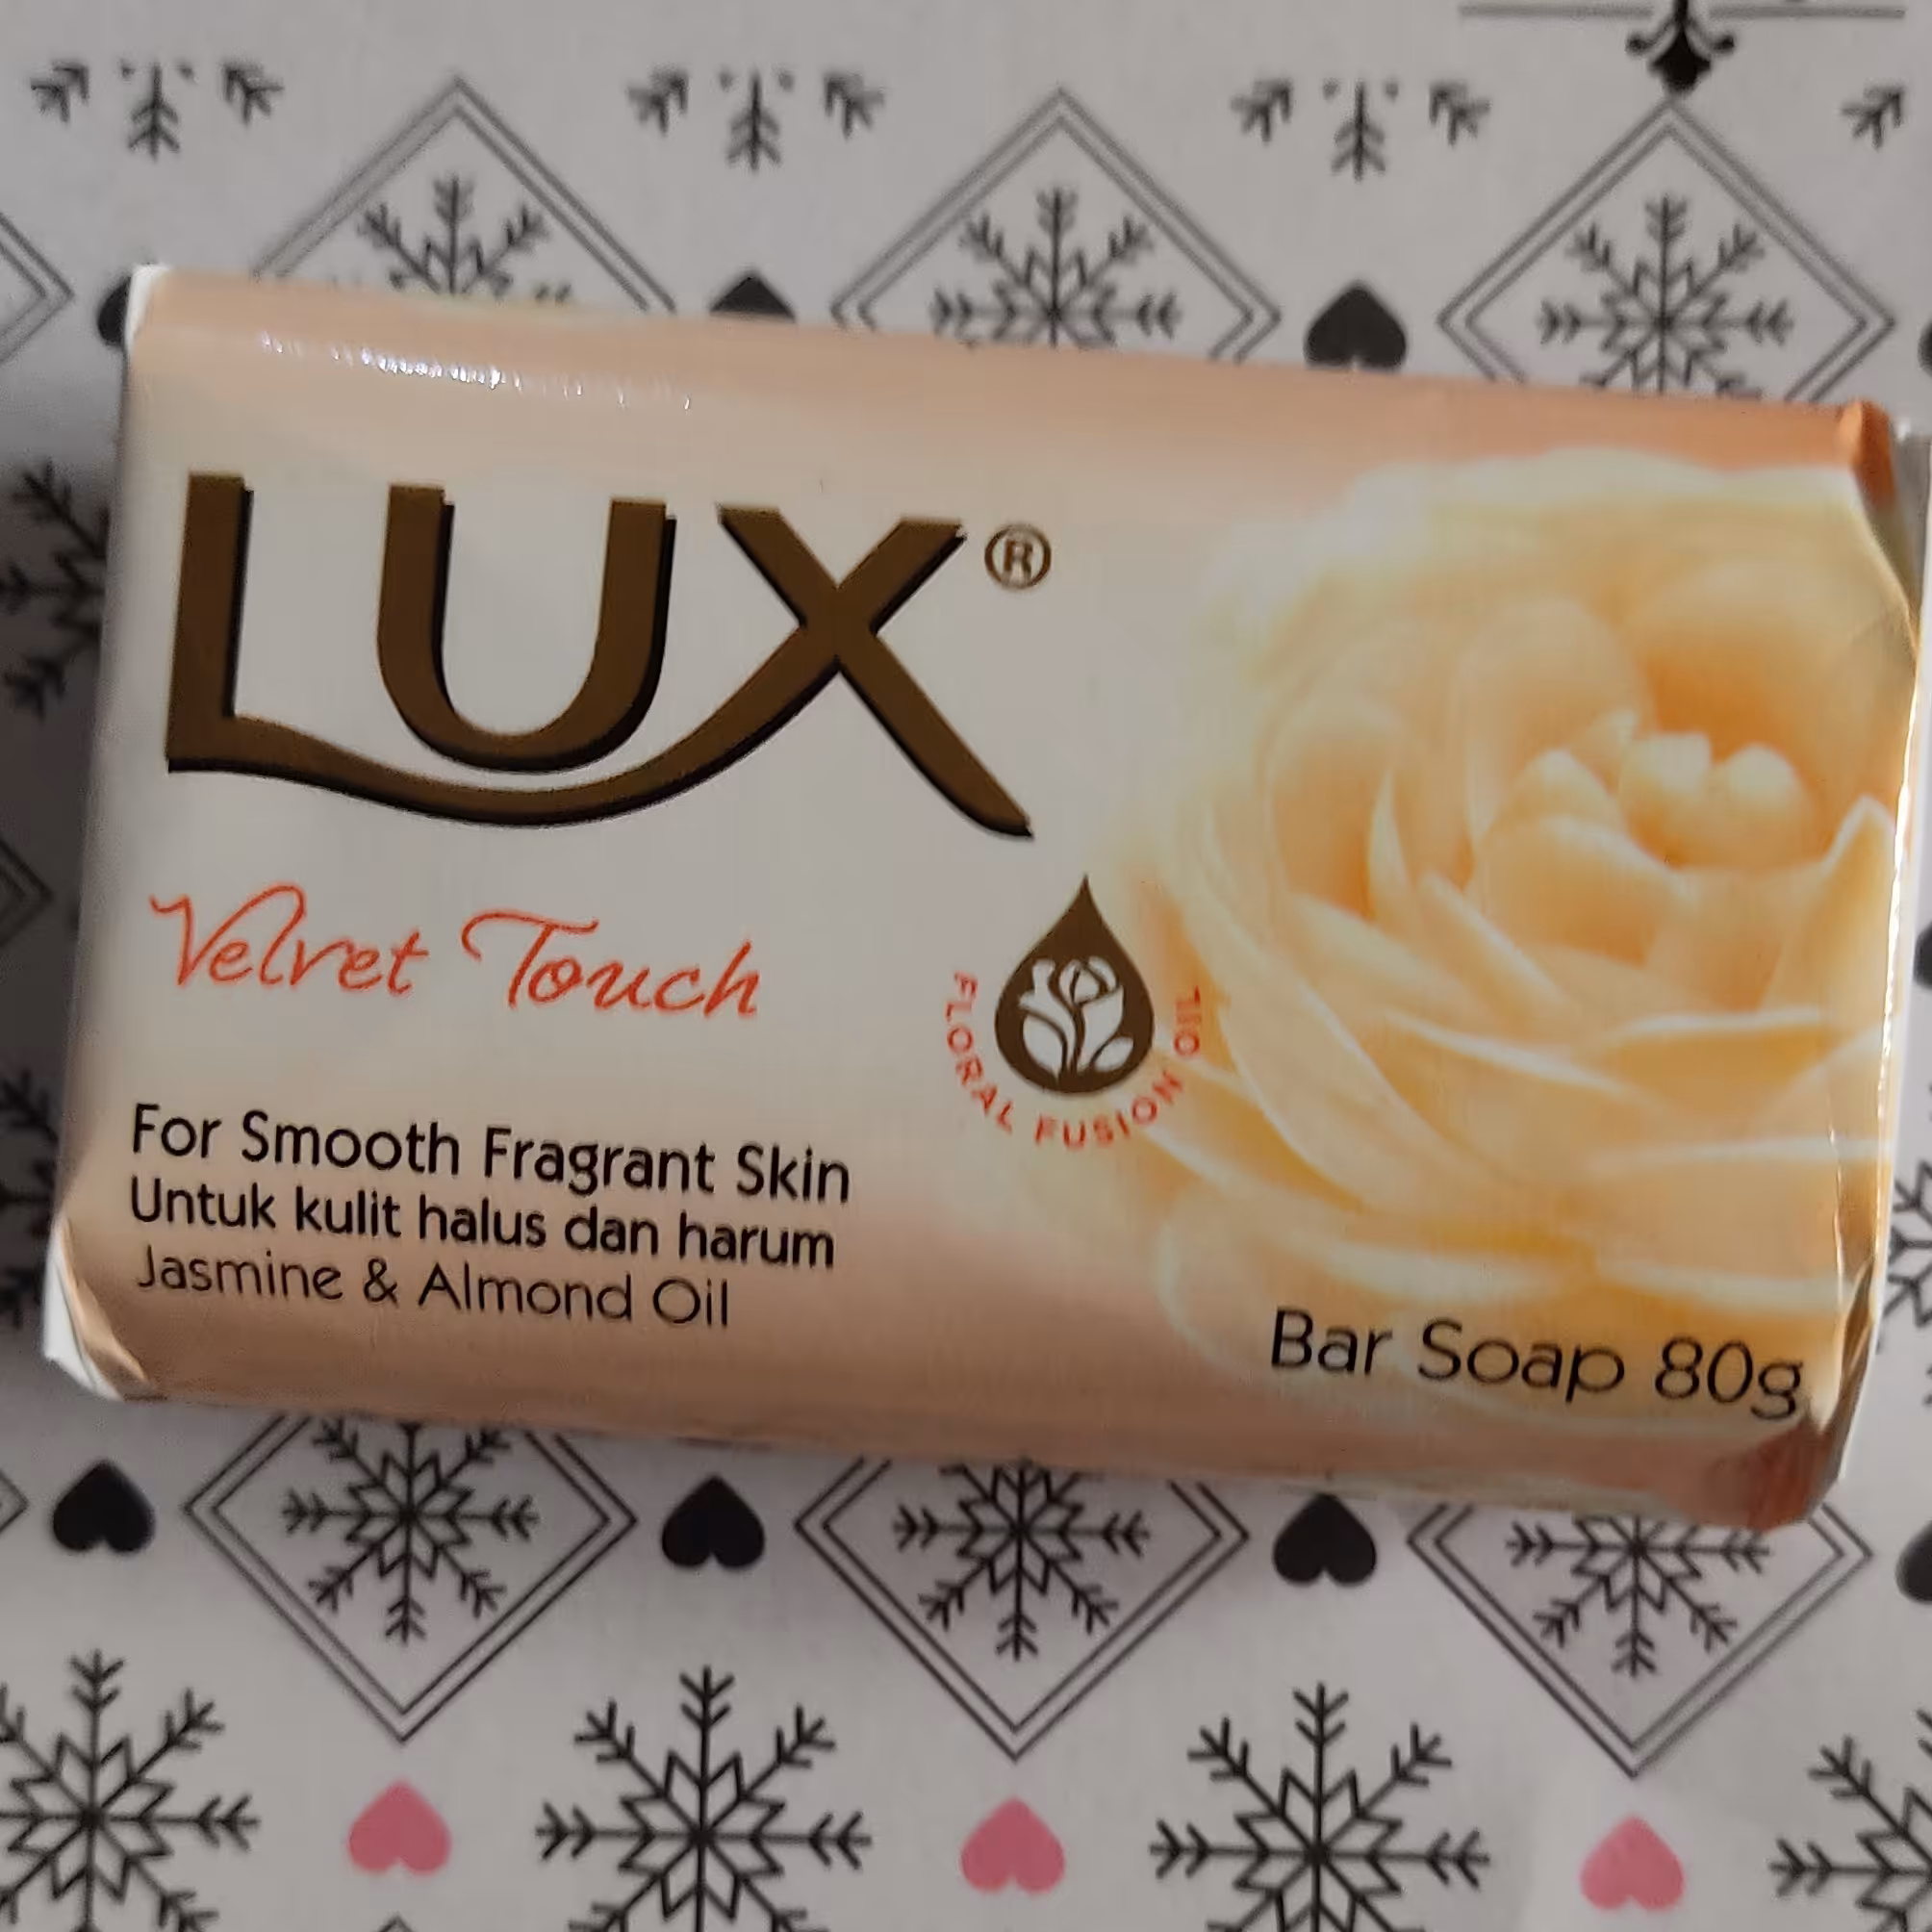 LUX®
Velvet Touch
FLORAL FUSION OIL
For Smooth Fragrant Skin
Untuk kulit halus dan harum
Jasmine & Almond Oil
Bar Soap 80g